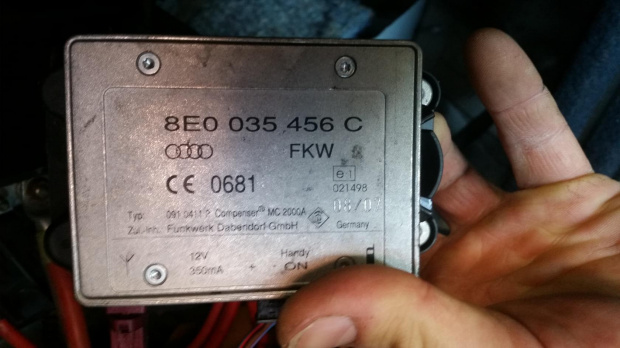 8E0 035 456 C
FKW
CE 0681
e1
021498
08/07
Typ: 091 0411 ? Compenser TM MC 2000A
Zul.-Inh. Funkwerk Dabendorf GmbH
Germany
12V
350mA
+ -
Handy
ON